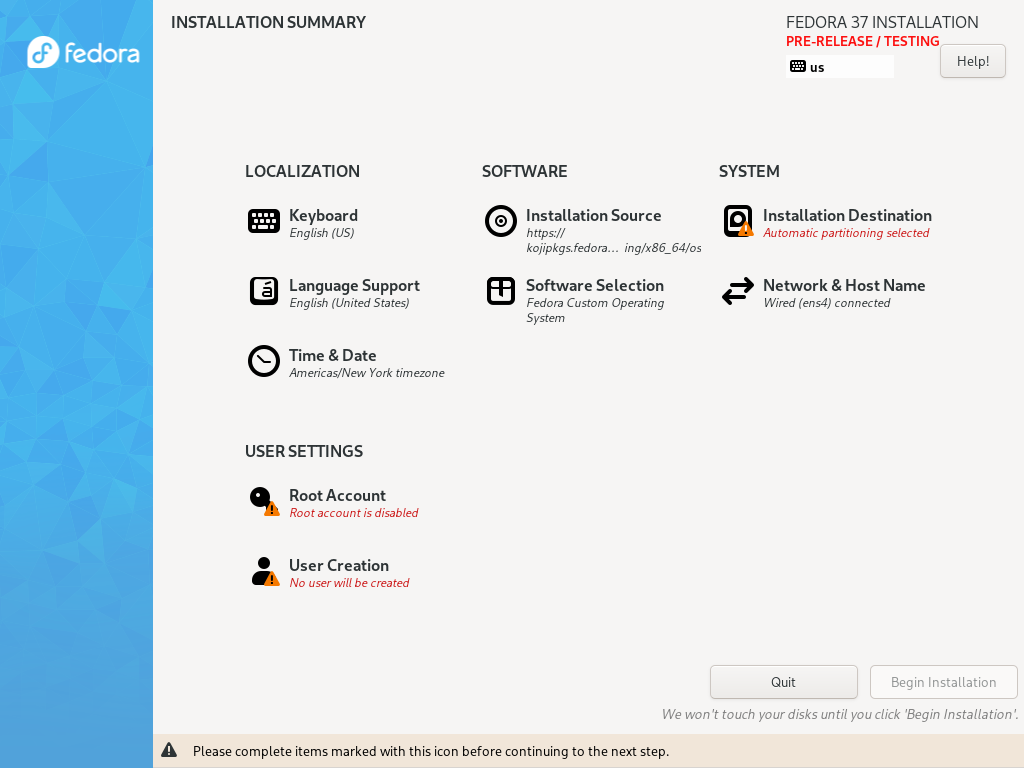 fedora
INSTALLATION SUMMARY
FEDORA 37 INSTALLATION
PRE-RELEASE / TESTING
us
Help!
LOCALIZATION
Keyboard
English (US)
Language Support
English (United States)
Time & Date
Americas/New York timezone
SOFTWARE
Installation Source
https://
kojipkgs.fedora… ing/x86_64/os
Software Selection
Fedora Custom Operating
System
SYSTEM
Installation Destination
Automatic partitioning selected
Network & Host Name
Wired (ens4) connected
USER SETTINGS
Root Account
Root account is disabled
User Creation
No user will be created
Quit
Begin Installation
We won't touch your disks until you click 'Begin Installation'.
Please complete items marked with this icon before continuing to the next step.